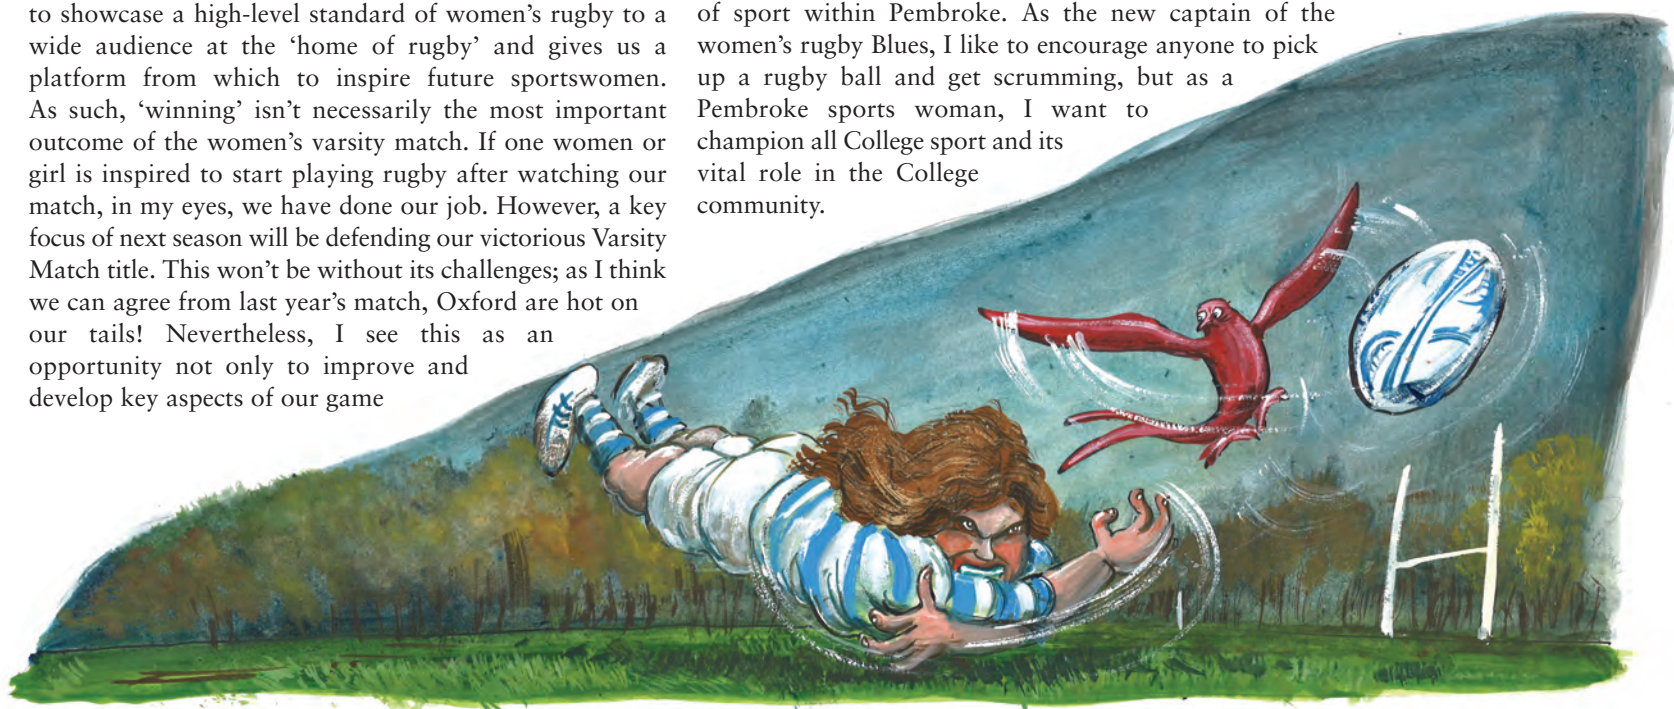 to showcase a high-level standard of women’s rugby to a
wide audience at the ‘home of rugby’ and gives us a
platform from which to inspire future sportswomen.
As such, ‘winning’ isn’t necessarily the most important
outcome of the women’s varsity match. If one women or
girl is inspired to start playing rugby after watching our
match, in my eyes, we have done our job. However, a key
focus of next season will be defending our victorious Varsity
Match title. This won’t be without its challenges; as I think
we can agree from last year’s match, Oxford are hot on
our tails! Nevertheless, I see this as an
opportunity not only to improve and
develop key aspects of our game
of sport within Pembroke. As the new captain of the
women’s rugby Blues, I like to encourage anyone to pick
up a rugby ball and get scrumming, but as a
Pembroke sports woman, I want to
champion all College sport and its
vital role in the College
community.